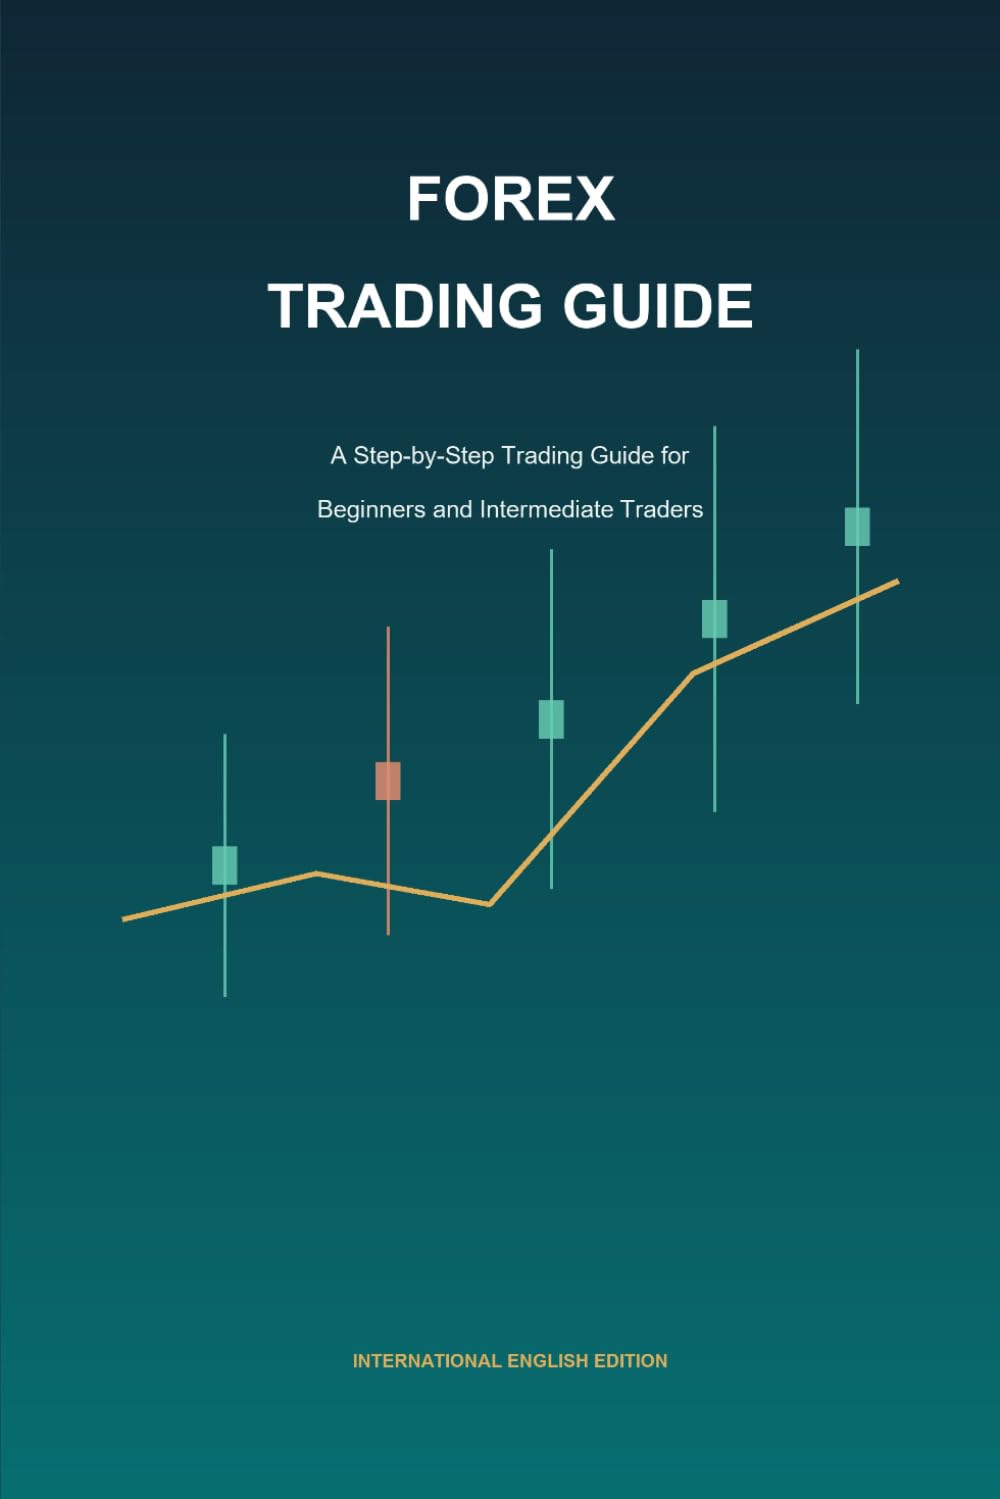 FOREX
TRADING GUIDE
A Step-by-Step Trading Guide for
Beginners and Intermediate Traders
INTERNATIONAL ENGLISH EDITION